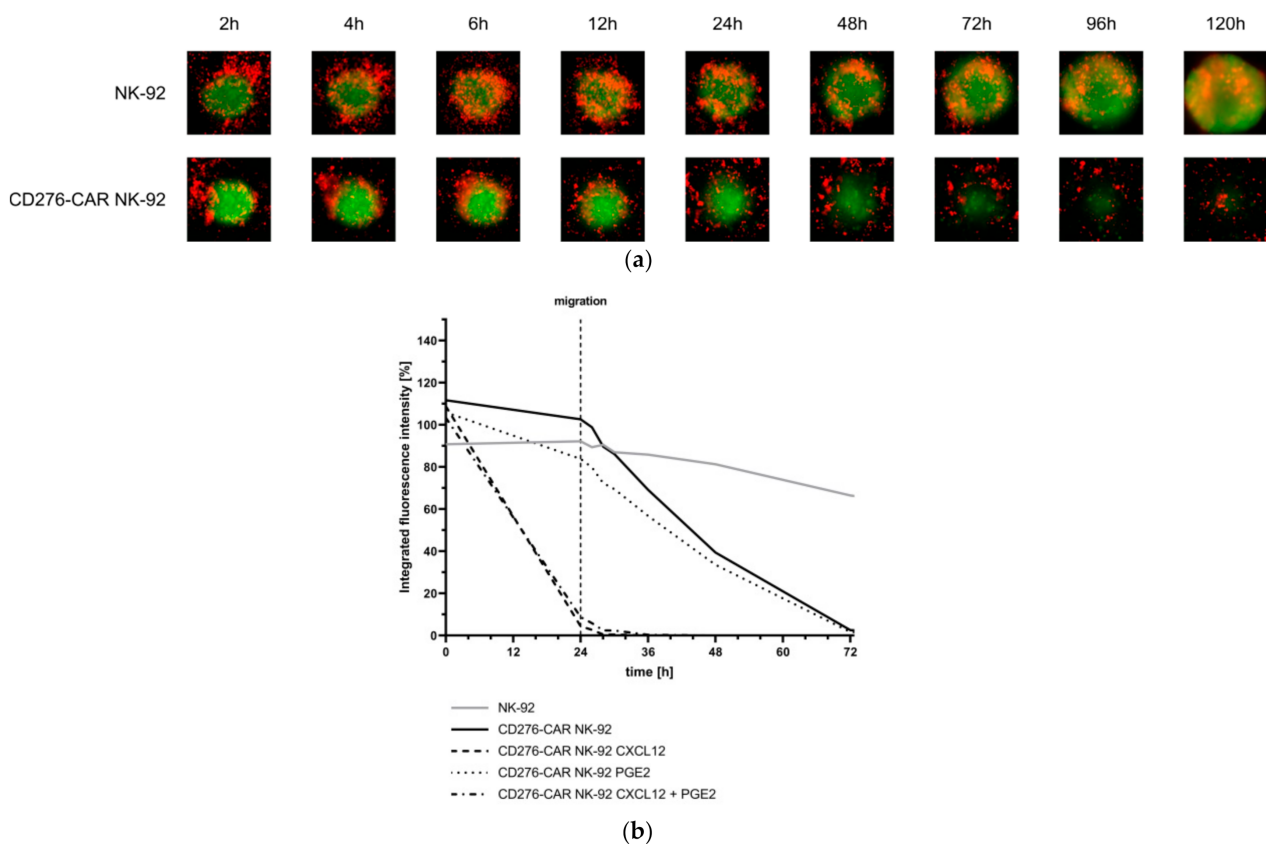 2h 4h 6h 12h 24h 48h 72h 96h 120h
NK-92
CD276-CAR NK-92
(a)
migration
140
120
100
80
60
40
20
0
Integrated fluorescence intensity [%]
0 12 24 36 48 60 72
time [h]
NK-92
CD276-CAR NK-92
CD276-CAR NK-92 CXCL12
CD276-CAR NK-92 PGE2
CD276-CAR NK-92 CXCL12 + PGE2
(b)